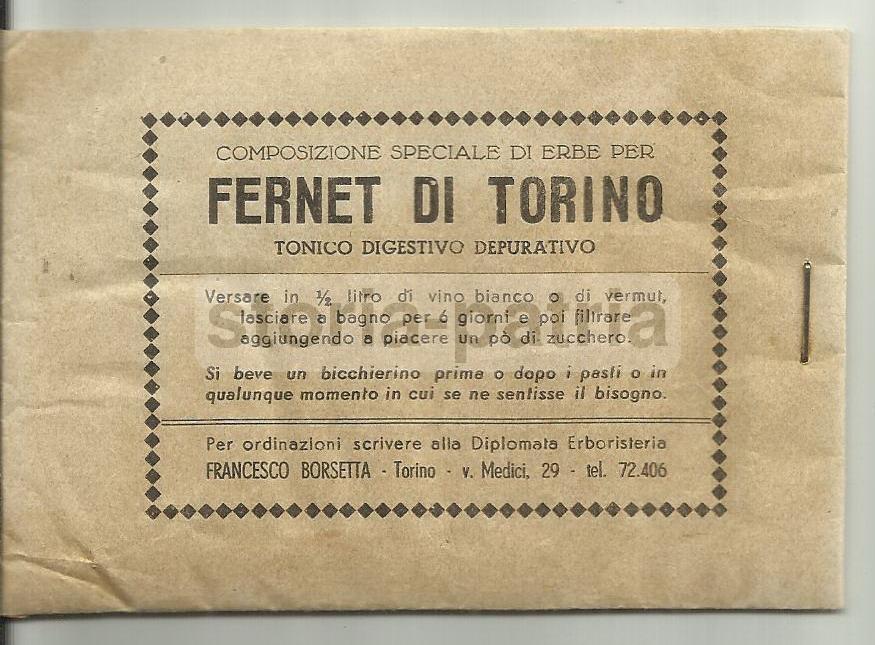 COMPOSIZIONE SPECIALE DI ERBE PER
FERNET DI TORINO
TONICO DIGESTIVO DEPURATIVO
Versare in ½ litro di vino bianco o di vermut,
lasciare a bagno per 6 giorni e poi filtrare
aggiungendo a piacere un pò di zucchero.
storia-patria
Si beve un bicchierino prima o dopo i pasti o in
qualunque momento in cui se ne sentisse il bisogno.
Per ordinazioni scrivere alla Diplomata Erboristeria
FRANCESCO BORSETTA - Torino - v. Medici, 29 - tel. 72.406